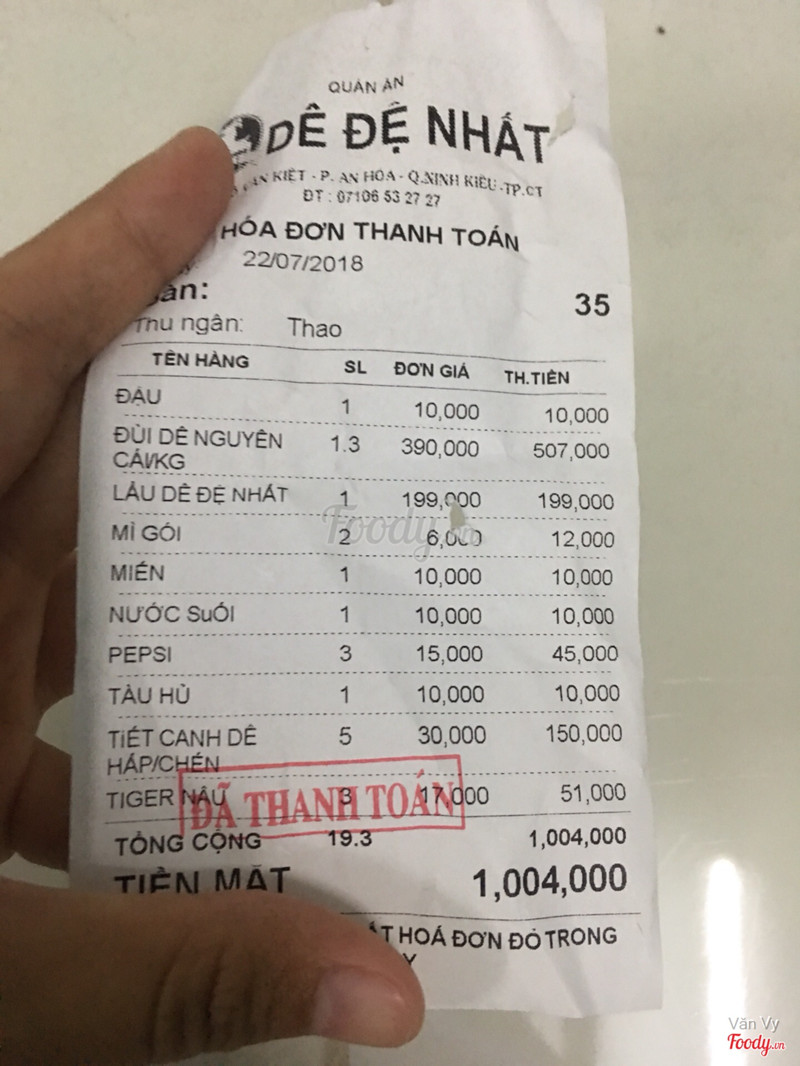 QUÁN ĂN
DÊ ĐỆ NHẤT
KIỆT - P. AN HÒA - Q.NINH KIỀU -TP.CT
ĐT : 07106 53 27 27
HÓA ĐƠN THANH TOÁN
22/07/2018
35
Thu ngân: Thao
TÊN HÀNG SL ĐƠN GIÁ TH.TIỀN
ĐẬU 1 10,000 10,000
ĐÙI DÊ NGUYÊN 1.3 390,000 507,000
CÁI/KG
LẨU DÊ ĐỆ NHẤT 1 199,000 199,000
MÌ GÓI 2 6,000 12,000
MIẾN 1 10,000 10,000
NƯỚC SuỐI 1 10,000 10,000
PEPSI 3 15,000 45,000
TÀU HỦ 1 10,000 10,000
TIẾT CANH DÊ 5 30,000 150,000
HẤP/CHÉN
TIGER NÂU 3 17,000 51,000
ĐÃ THANH TOÁN
TỔNG CỘNG 19.3 1,004,000
TIỀN MẶT 1,004,000
HOÁ ĐƠN ĐỎ TRONG
Foody.vn
Văn Vy
Foody.vn